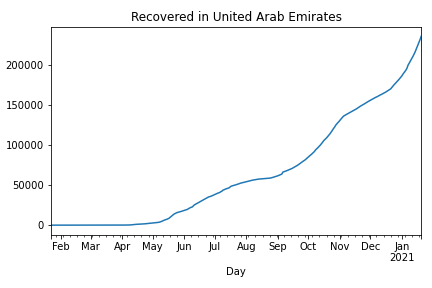 Recovered in United Arab Emirates
200000
150000
100000
50000
0
Feb Mar Apr May Jun Jul Aug Sep Oct Nov Dec Jan
2021
Day